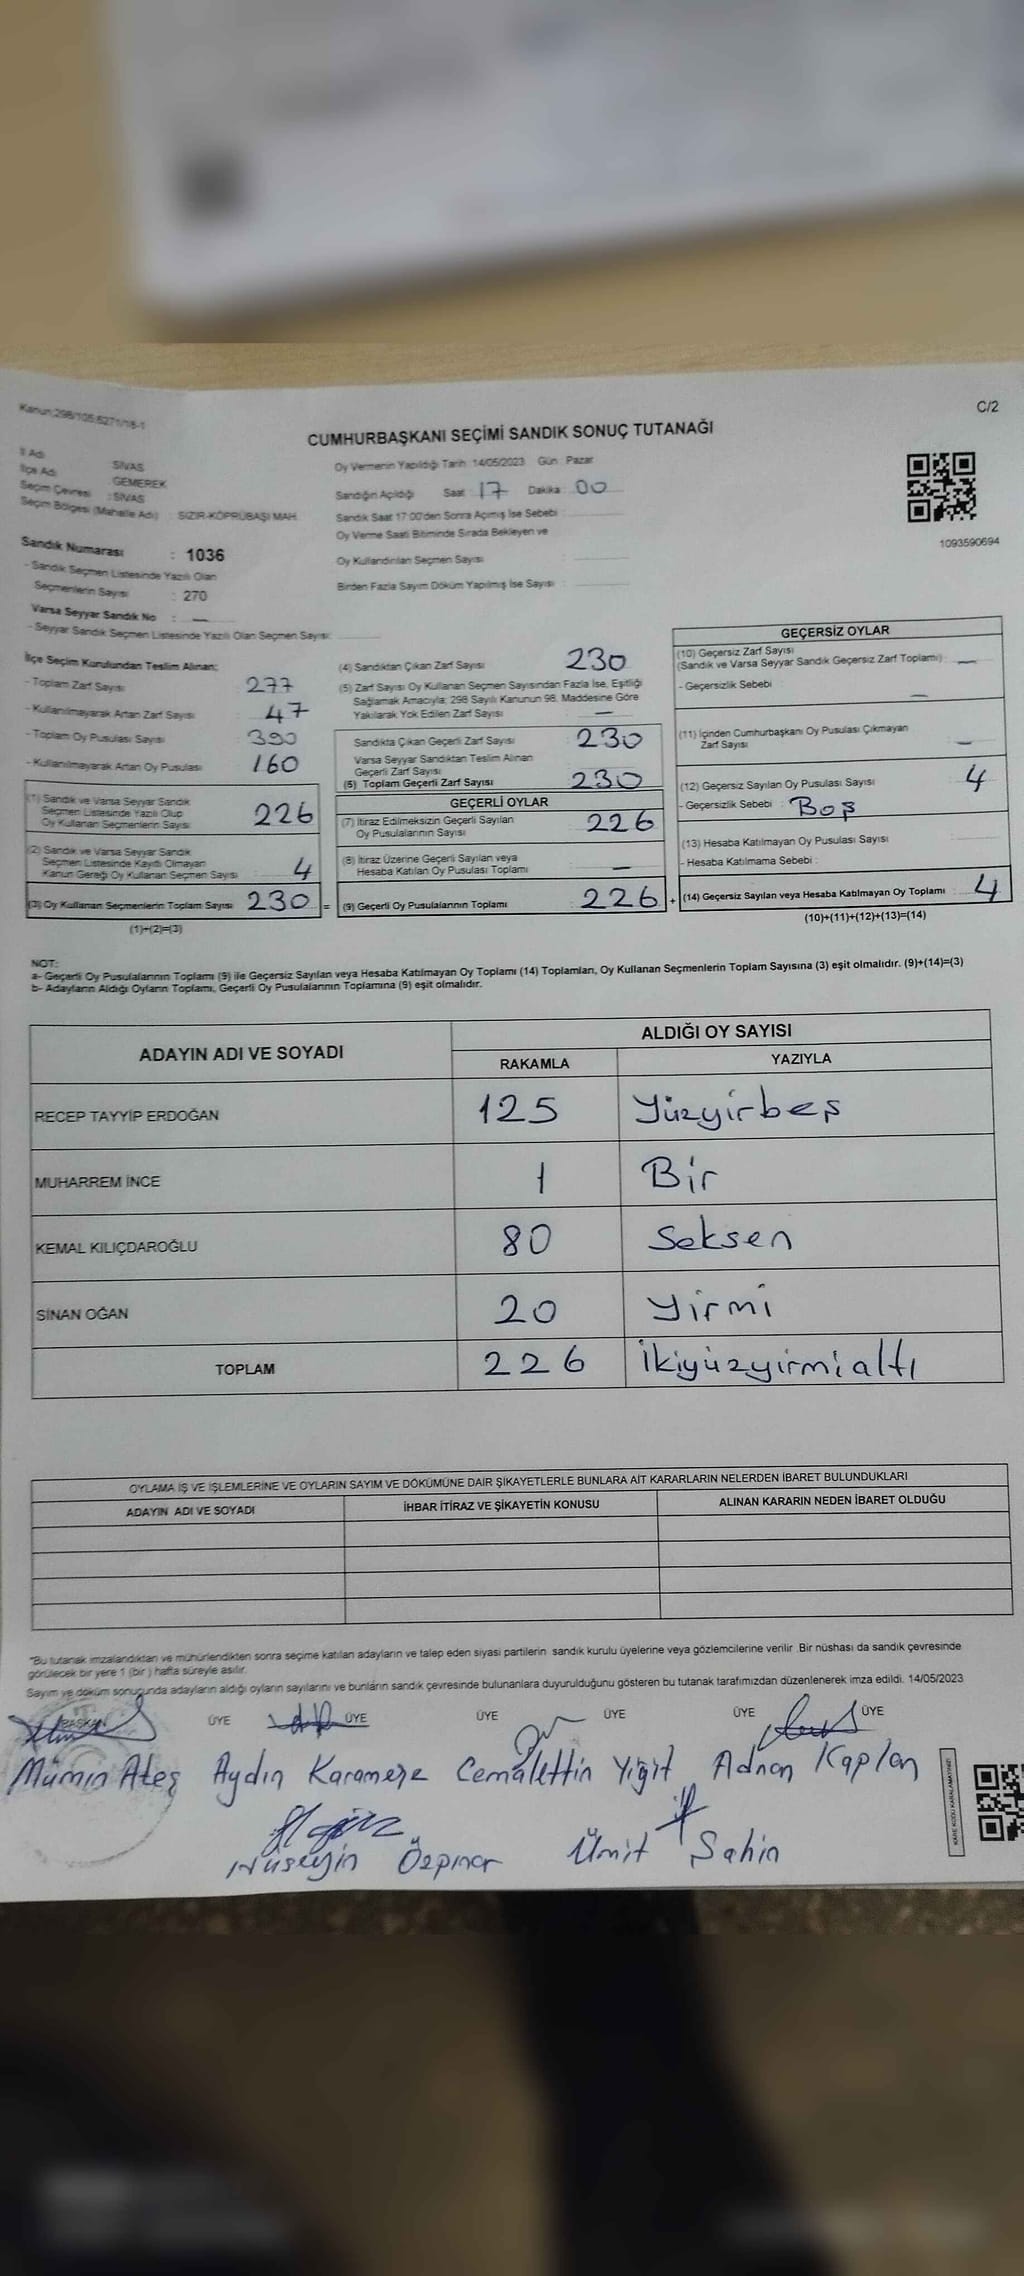 Kanun:298/105,6271/18-1
C/2
CUMHURBAŞKANI SEÇİMİ SANDIK SONUÇ TUTANAĞI
İl Adı : SİVAS
İlçe Adı : GEMEREK
Seçim Çevresi : SİVAS
Seçim Bölgesi (Mahalle Adı) : SIZIR-KÖPRÜBAŞI MAH.
Oy Vermenin Yapıldığı Tarih :14/05/2023 Gün : Pazar
Sandığın Açıldığı Saat : 17 Dakika : 00
Sandık Saat 17:00'den Sonra Açımış İse Sebebi :
Oy Verme Saati Bitiminde Sırada Bekleyen ve
Oy Kullandırılan Seçmen Sayısı :
Birden Fazla Sayım Döküm Yapılmış İse Sayısı :
1093590694
Sandık Numarası : 1036
- Sandık Seçmen Listesinde Yazılı Olan
Seçmenlerin Sayısı : 270
Varsa Seyyar Sandık No : —
- Seyyar Sandık Seçmen Listesinde Yazılı Olan Seçmen Sayısı:
İlçe Seçim Kurulundan Teslim Alınan:
- Toplam Zarf Sayısı : 277
- Kullanılmayarak Artan Zarf Sayısı : 47
- Toplam Oy Pusulası Sayısı : 390
- Kullanılmayarak Artan Oy Pusulası : 160
(1) Sandık ve Varsa Seyyar Sandık
Seçmen Listesinde Yazılı Olup
Oy Kullanan Seçmenlerin Sayısı : 226
(2) Sandık ve Varsa Seyyar Sandık
Seçmen Listesinde Kayıtlı Olmayan
Kanun Gereği Oy Kullanan Seçmen Sayısı : 4
(3) Oy Kullanan Seçmenlerin Toplam Sayısı : 230 =
(1)+(2)=(3)
(4) Sandıktan Çıkan Zarf Sayısı : 230
(5) Zarf Sayısı Oy Kullanan Seçmen Sayısından Fazla İse, Eşitliği
Sağlamak Amacıyla; 298 Sayılı Kanunun 98. Maddesine Göre
Yakılarak Yok Edilen Zarf Sayısı : —
Sandıkta Çıkan Geçerli Zarf Sayısı : 230
Varsa Seyyar Sandıktan Teslim Alınan
Geçerli Zarf Sayısı :
(6) Toplam Geçerli Zarf Sayısı : 230
GEÇERLİ OYLAR
(7) İtiraz Edilmeksizin Geçerli Sayılan
Oy Pusulalarının Sayısı : 226
(8) İtiraz Üzerine Geçerli Sayılan veya
Hesaba Katılan Oy Pusulası Toplamı : —
(9) Geçerli Oy Pusulalarının Toplamı : 226 +
GEÇERSİZ OYLAR
(10) Geçersiz Zarf Sayısı
(Sandık ve Varsa Seyyar Sandık Geçersiz Zarf Toplamı) : —
- Geçersizlik Sebebi : —
(11) İçinden Cumhurbaşkanı Oy Pusulası Çıkmayan
Zarf Sayısı : —
(12) Geçersiz Sayılan Oy Pusulası Sayısı : 4
- Geçersizlik Sebebi : Boş
(13) Hesaba Katılmayan Oy Pusulası Sayısı :
- Hesaba Katılmama Sebebi :
(14) Geçersiz Sayılan veya Hesaba Katılmayan Oy Toplamı : 4
(10)+(11)+(12)+(13)=(14)
NOT:
a- Geçerli Oy Pusulalarının Toplamı (9) ile Geçersiz Sayılan veya Hesaba Katılmayan Oy Toplamı (14) Toplamları, Oy Kullanan Seçmenlerin Toplam Sayısına (3) eşit olmalıdır. (9)+(14)=(3)
b- Adayların Aldığı Oyların Toplamı, Geçerli Oy Pusulalarının Toplamına (9) eşit olmalıdır.
ADAYIN ADI VE SOYADI ALDIĞI OY SAYISI
RAKAMLA YAZIYLA
RECEP TAYYİP ERDOĞAN 125 Yüzyirbeş
MUHARREM İNCE 1 Bir
KEMAL KILIÇDAROĞLU 80 Seksen
SİNAN OĞAN 20 Yirmi
TOPLAM 226 İkiyüzyirmialtı
OYLAMA İŞ VE İŞLEMLERİNE VE OYLARIN SAYIM VE DÖKÜMÜNE DAİR ŞİKAYETLERLE BUNLARA AİT KARARLARIN NELERDEN İBARET BULUNDUKLARI
ADAYIN ADI VE SOYADI İHBAR İTİRAZ VE ŞİKAYETİN KONUSU ALINAN KARARIN NEDEN İBARET OLDUĞU
*Bu tutanak imzalandıktan ve mühürlendikten sonra seçime katılan adayların ve talep eden siyasi partilerin sandık kurulu üyelerine veya gözlemcilerine verilir .Bir nüshası da sandık çevresinde
görülecek bir yere 1 (bir ) hafta süreyle asılır.
Sayım ve döküm sonucunda adayların aldığı oyların sayılarını ve bunların sandık çevresinde bulunanlara duyurulduğunu gösteren bu tutanak tarafımızdan düzenlenerek imza edildi. 14/05/2023
BAŞKAN ÜYE ÜYE ÜYE ÜYE ÜYE ÜYE
Mümin Ateş Aydın Karameşe Cemalettin Yiğit Adnan Kaplan
Hüseyin Özpınar Ümit Şahin
KARE KODU KARALAMAYINIZ!